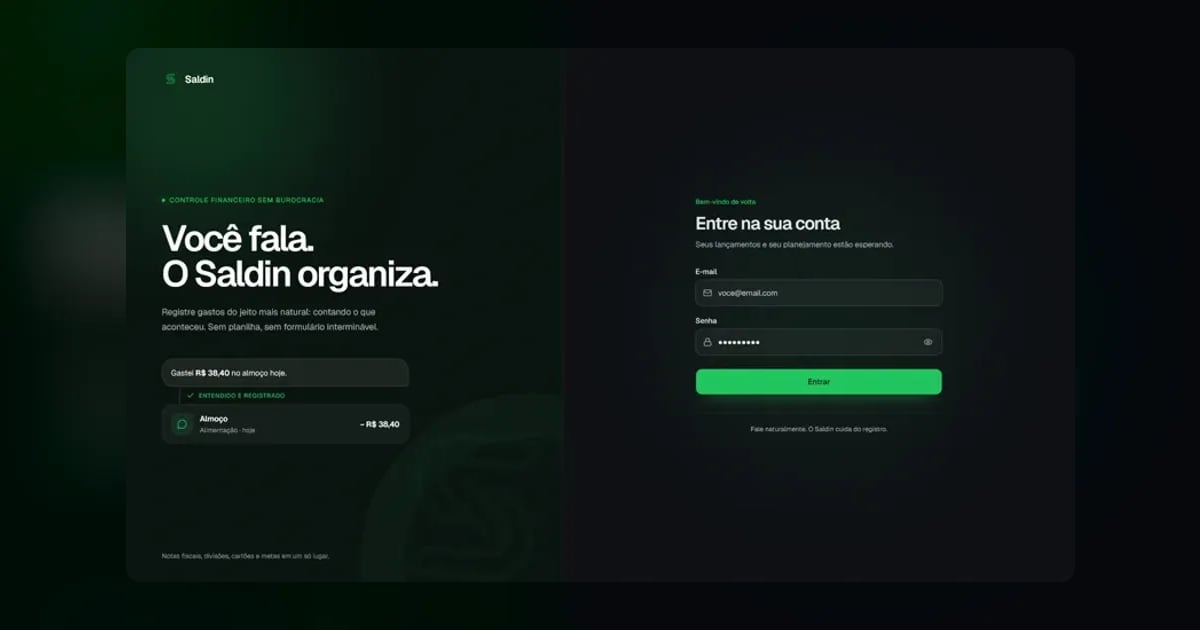 Saldin
CONTROLE FINANCEIRO SEM BUROCRACIA
Você fala.
O Saldin organiza.
Registre gastos do jeito mais natural: contando o que
aconteceu. Sem planilha, sem formulário interminável.
Gastei R$ 38,40 no almoço hoje.
ENTENDIDO E REGISTRADO
Almoço
Alimentação · hoje
− R$ 38,40
Notas fiscais, divisões, cartões e metas em um só lugar.
Bem-vindo de volta
Entre na sua conta
Seus lançamentos e seu planejamento estão esperando.
E-mail
voce@email.com
Senha
•••••••••
Entrar
Fale naturalmente. O Saldin cuida do registro.